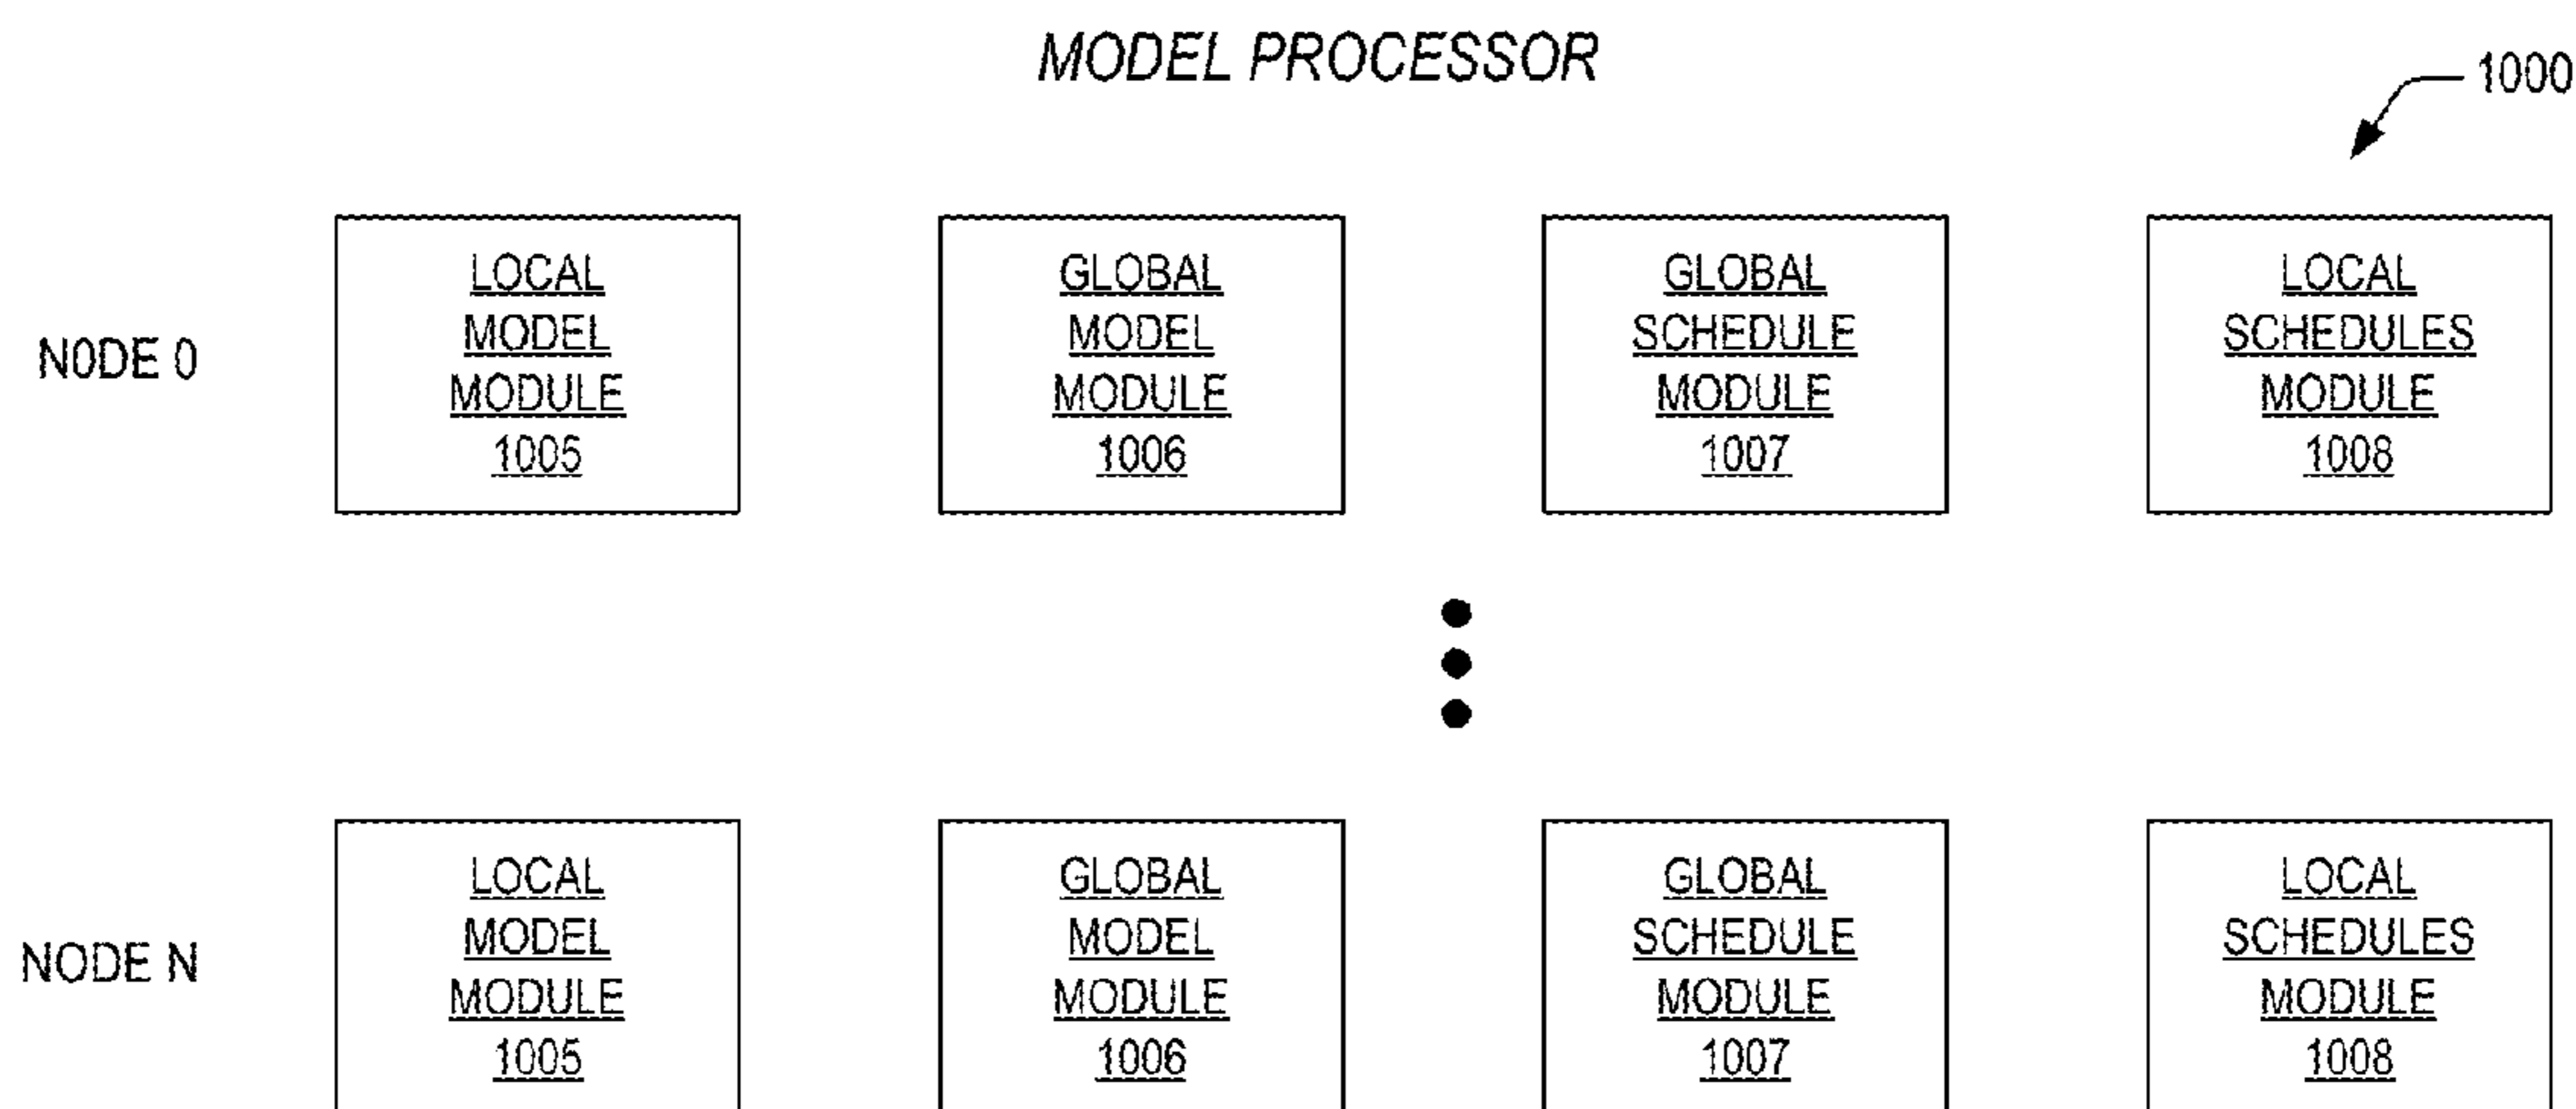 MODEL PROCESSOR
1000
NODE 0
LOCAL
MODEL
MODULE
1005
GLOBAL
MODEL
MODULE
1006
GLOBAL
SCHEDULE
MODULE
1007
LOCAL
SCHEDULES
MODULE
1008
NODE N
LOCAL
MODEL
MODULE
1005
GLOBAL
MODEL
MODULE
1006
GLOBAL
SCHEDULE
MODULE
1007
LOCAL
SCHEDULES
MODULE
1008